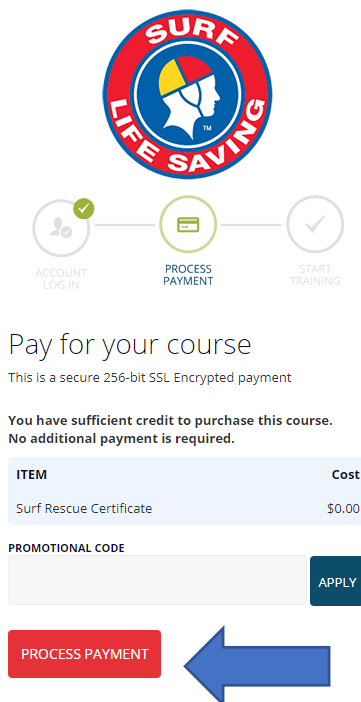 SURF
LIFE SAVING
TM
ACCOUNT
LOG IN
PROCESS
PAYMENT
START
TRAINING
Pay for your course
This is a secure 256-bit SSL Encrypted payment
You have sufficient credit to purchase this course.
No additional payment is required.
ITEM Cost
Surf Rescue Certificate $0.00
PROMOTIONAL CODE
APPLY
PROCESS PAYMENT